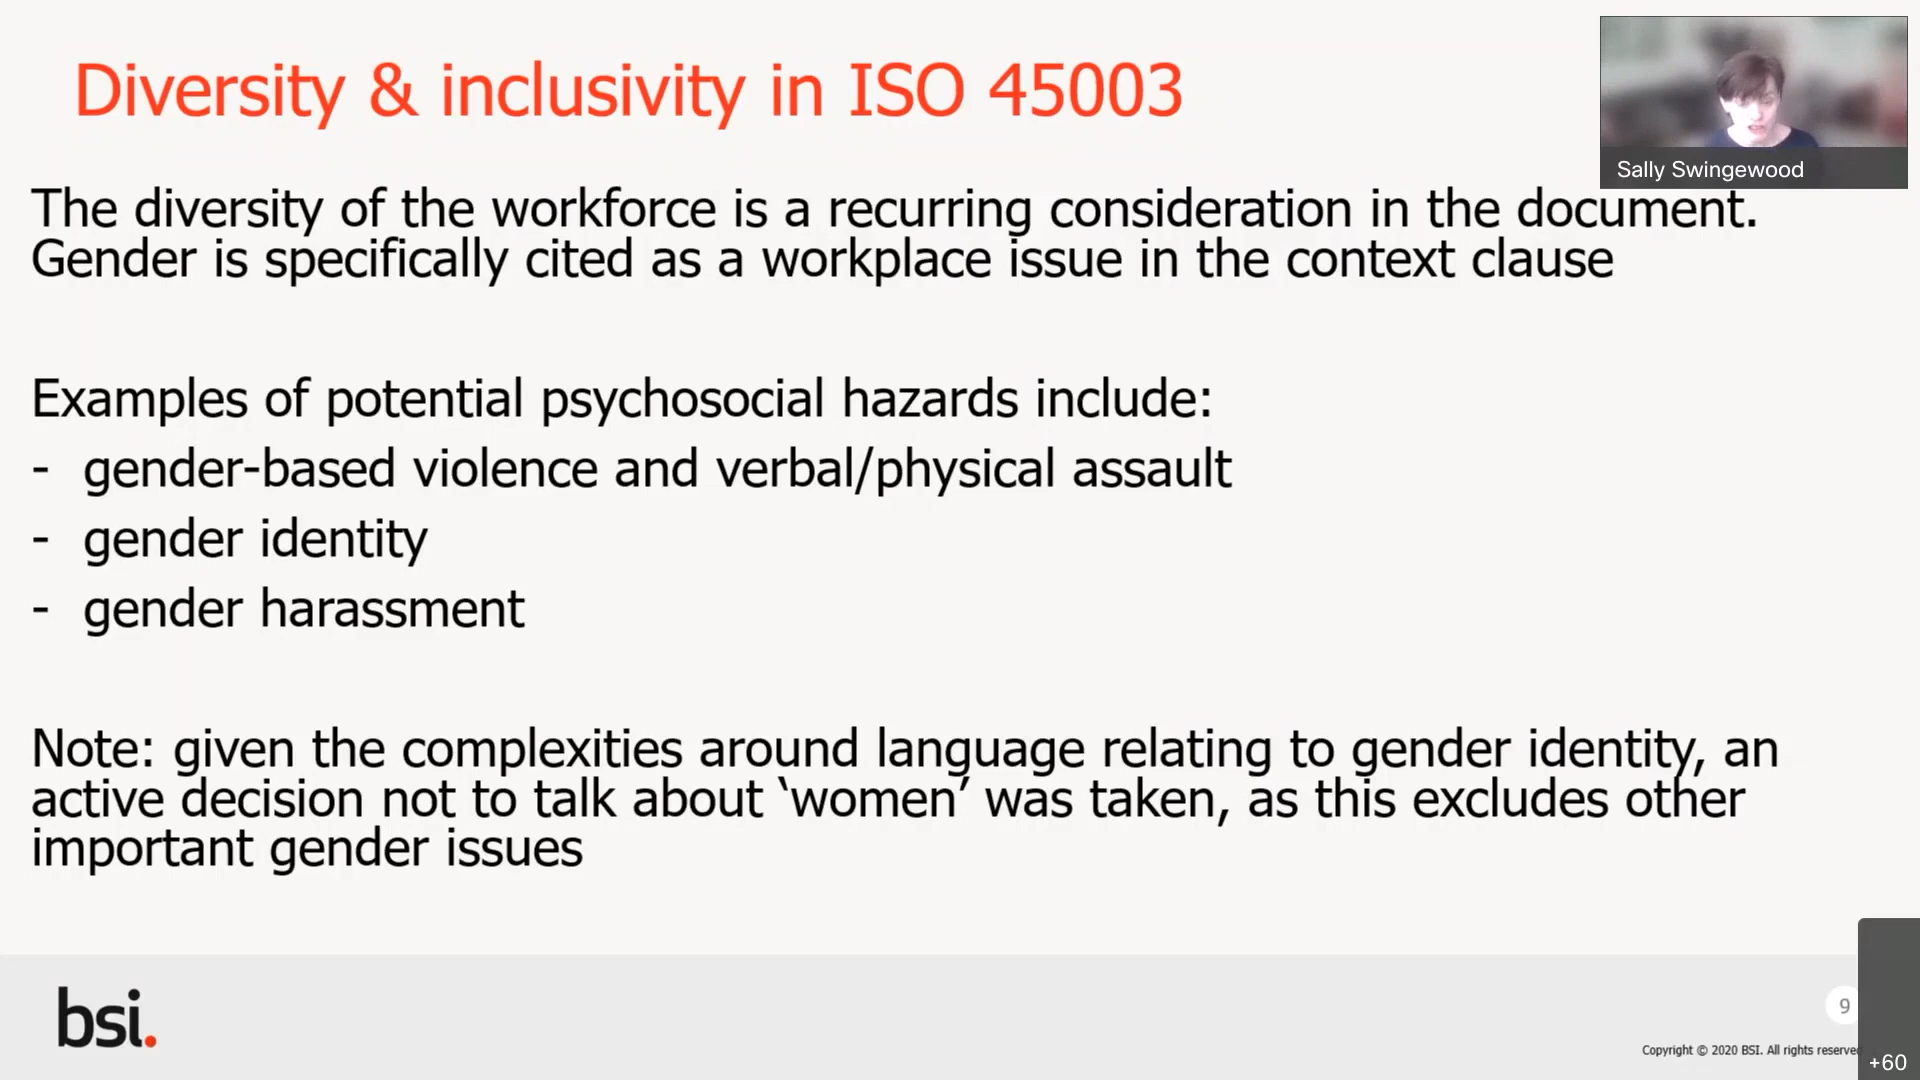 Diversity & inclusivity in ISO 45003
Sally Swingewood
The diversity of the workforce is a recurring consideration in the document.
Gender is specifically cited as a workplace issue in the context clause
Examples of potential psychosocial hazards include:
- gender-based violence and verbal/physical assault
- gender identity
- gender harassment
Note: given the complexities around language relating to gender identity, an
active decision not to talk about ‘women’ was taken, as this excludes other
important gender issues
bsi.
9
Copyright © 2020 BSI. All rights reserve
+60